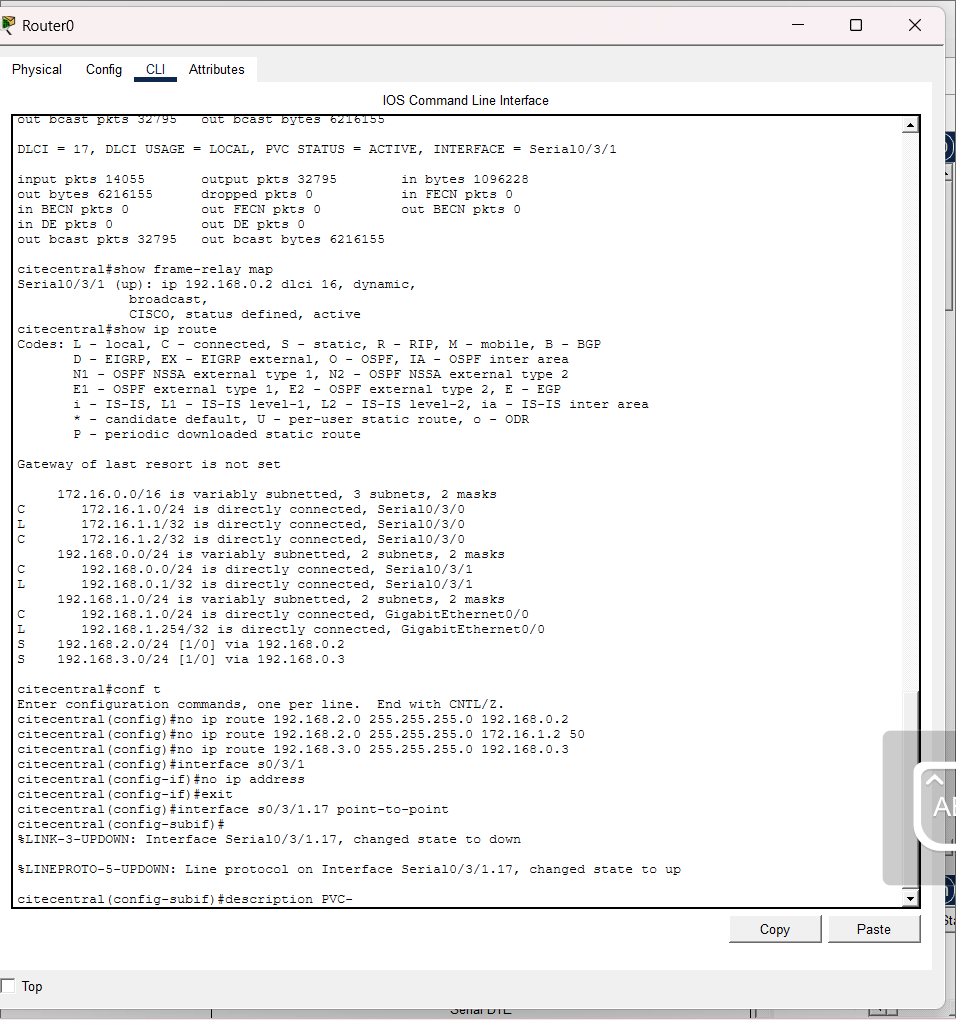 Router0
Physical Config CLI Attributes
IOS Command Line Interface
out bcast pkts 32795   out bcast bytes 6216155
DLCI = 17, DLCI USAGE = LOCAL, PVC STATUS = ACTIVE, INTERFACE = Serial0/3/1
input pkts 14055       output pkts 32795        in bytes 1096228
out bytes 6216155      dropped pkts 0           in FECN pkts 0
in BECN pkts 0         out FECN pkts 0          out BECN pkts 0
in DE pkts 0           out DE pkts 0
out bcast pkts 32795   out bcast bytes 6216155
citecentral#show frame-relay map
Serial0/3/1 (up): ip 192.168.0.2 dlci 16, dynamic,
              broadcast,
              CISCO, status defined, active
citecentral#show ip route
Codes: L - local, C - connected, S - static, R - RIP, M - mobile, B - BGP
       D - EIGRP, EX - EIGRP external, O - OSPF, IA - OSPF inter area
       N1 - OSPF NSSA external type 1, N2 - OSPF NSSA external type 2
       E1 - OSPF external type 1, E2 - OSPF external type 2, E - EGP
       i - IS-IS, L1 - IS-IS level-1, L2 - IS-IS level-2, ia - IS-IS inter area
       * - candidate default, U - per-user static route, o - ODR
       P - periodic downloaded static route
Gateway of last resort is not set
     172.16.0.0/16 is variably subnetted, 3 subnets, 2 masks
C       172.16.1.0/24 is directly connected, Serial0/3/0
L       172.16.1.1/32 is directly connected, Serial0/3/0
C       172.16.1.2/32 is directly connected, Serial0/3/0
     192.168.0.0/24 is variably subnetted, 2 subnets, 2 masks
C       192.168.0.0/24 is directly connected, Serial0/3/1
L       192.168.0.1/32 is directly connected, Serial0/3/1
     192.168.1.0/24 is variably subnetted, 2 subnets, 2 masks
C       192.168.1.0/24 is directly connected, GigabitEthernet0/0
L       192.168.1.254/32 is directly connected, GigabitEthernet0/0
S    192.168.2.0/24 [1/0] via 192.168.0.2
S    192.168.3.0/24 [1/0] via 192.168.0.3
citecentral#conf t
Enter configuration commands, one per line.  End with CNTL/Z.
citecentral(config)#no ip route 192.168.2.0 255.255.255.0 192.168.0.2
citecentral(config)#no ip route 192.168.2.0 255.255.255.0 172.16.1.2 50
citecentral(config)#no ip route 192.168.3.0 255.255.255.0 192.168.0.3
citecentral(config)#interface s0/3/1
citecentral(config-if)#no ip address
citecentral(config-if)#exit
citecentral(config)#interface s0/3/1.17 point-to-point
citecentral(config-subif)#
%LINK-3-UPDOWN: Interface Serial0/3/1.17, changed state to down
%LINEPROTO-5-UPDOWN: Line protocol on Interface Serial0/3/1.17, changed state to up
citecentral(config-subif)#description PVC-
Copy Paste
Top
Serial DTE